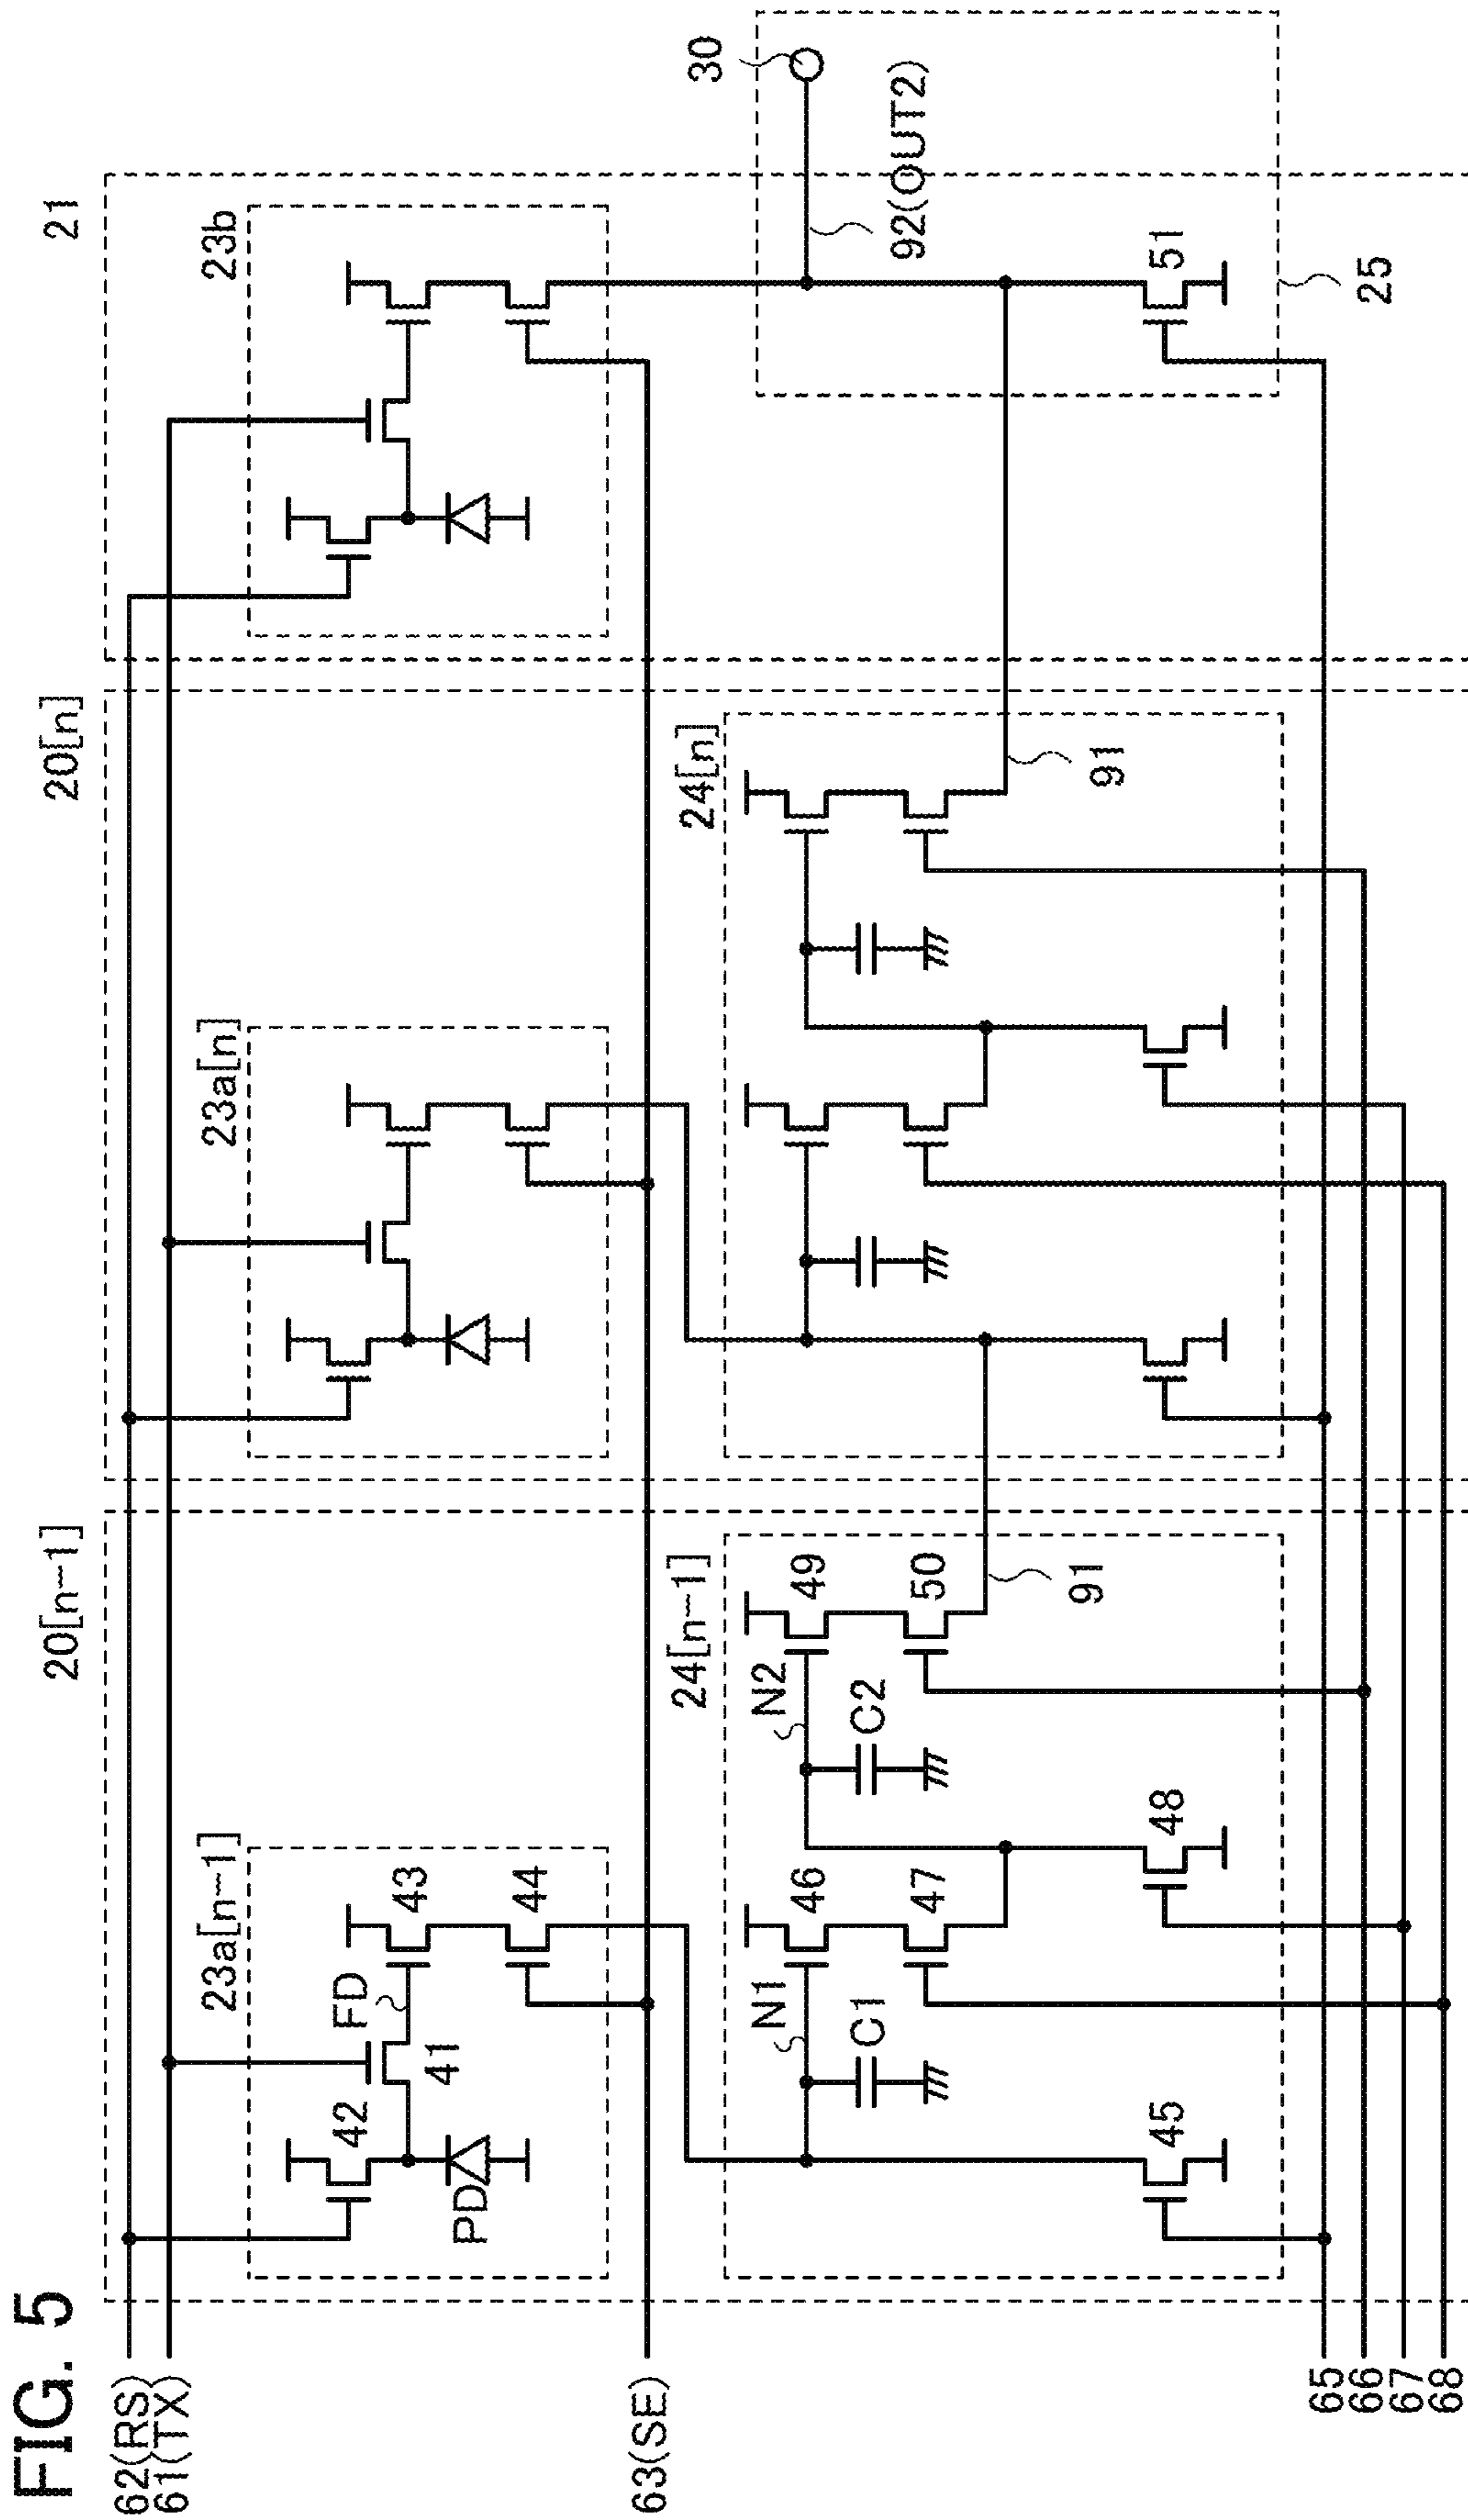 FIG. 5
20[n-1]
20[n]
21
62(RS)
61(TX)
23a[n-1]
23a[n]
23b
42
FD
43
41
PD
44
63(SE)
24[n-1]
24[n]
30
N1
46
N2
49
C1
47
C2
50
92(OUT2)
91
91
45
48
51
25
65
66
67
68